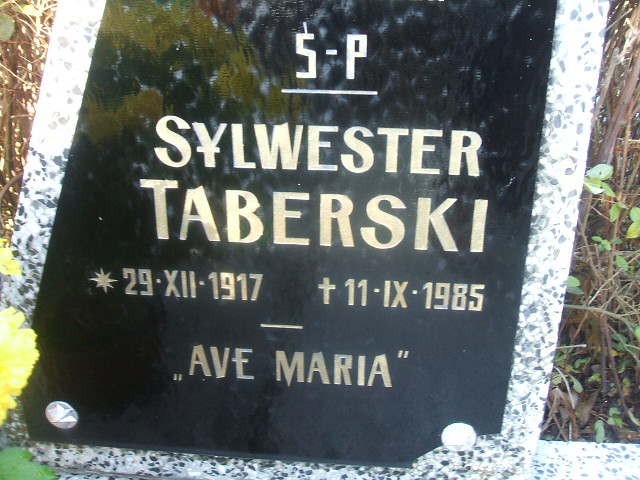 Ś-P
SYLWESTER
TABERSKI
* 29·XII·1917 † 11·IX·1985
„AVE MARIA”